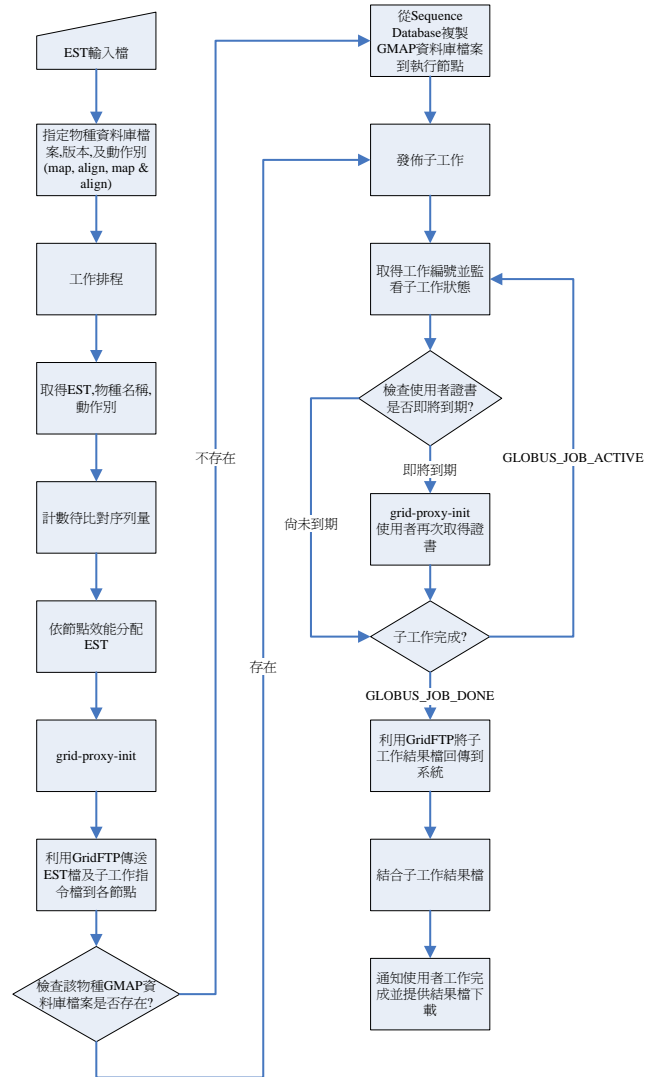 EST輸入檔
指定物種資料庫檔
案,版本,及動作別
(map, align, map &
align)
工作排程
取得EST,物種名稱,
動作別
計數待比對序列量
依節點效能分配
EST
grid-proxy-init
利用GridFTP傳送
EST檔及子工作指
令檔到各節點
檢查該物種GMAP資
料庫檔案是否存在?
不存在
存在
從Sequence
Database複製
GMAP資料庫檔案
到執行節點
發佈子工作
取得工作編號並監
看子工作狀態
檢查使用者證書
是否即將到期?
即將到期
尚未到期
GLOBUS_JOB_ACTIVE
grid-proxy-init
使用者再次取得證
書
子工作完成?
GLOBUS_JOB_DONE
利用GridFTP將子
工作結果檔回傳到
系統
結合子工作結果檔
通知使用者工作完
成並提供結果檔下
載